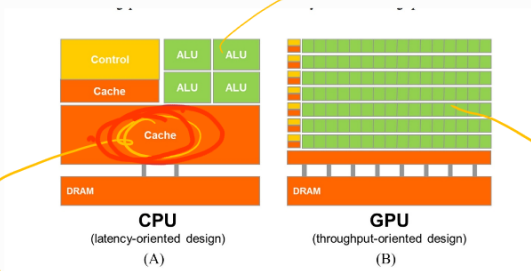 Control
Cache
ALU
ALU
ALU
ALU
Cache
DRAM
CPU
(latency-oriented design)
(A)
DRAM
GPU
(throughput-oriented design)
(B)